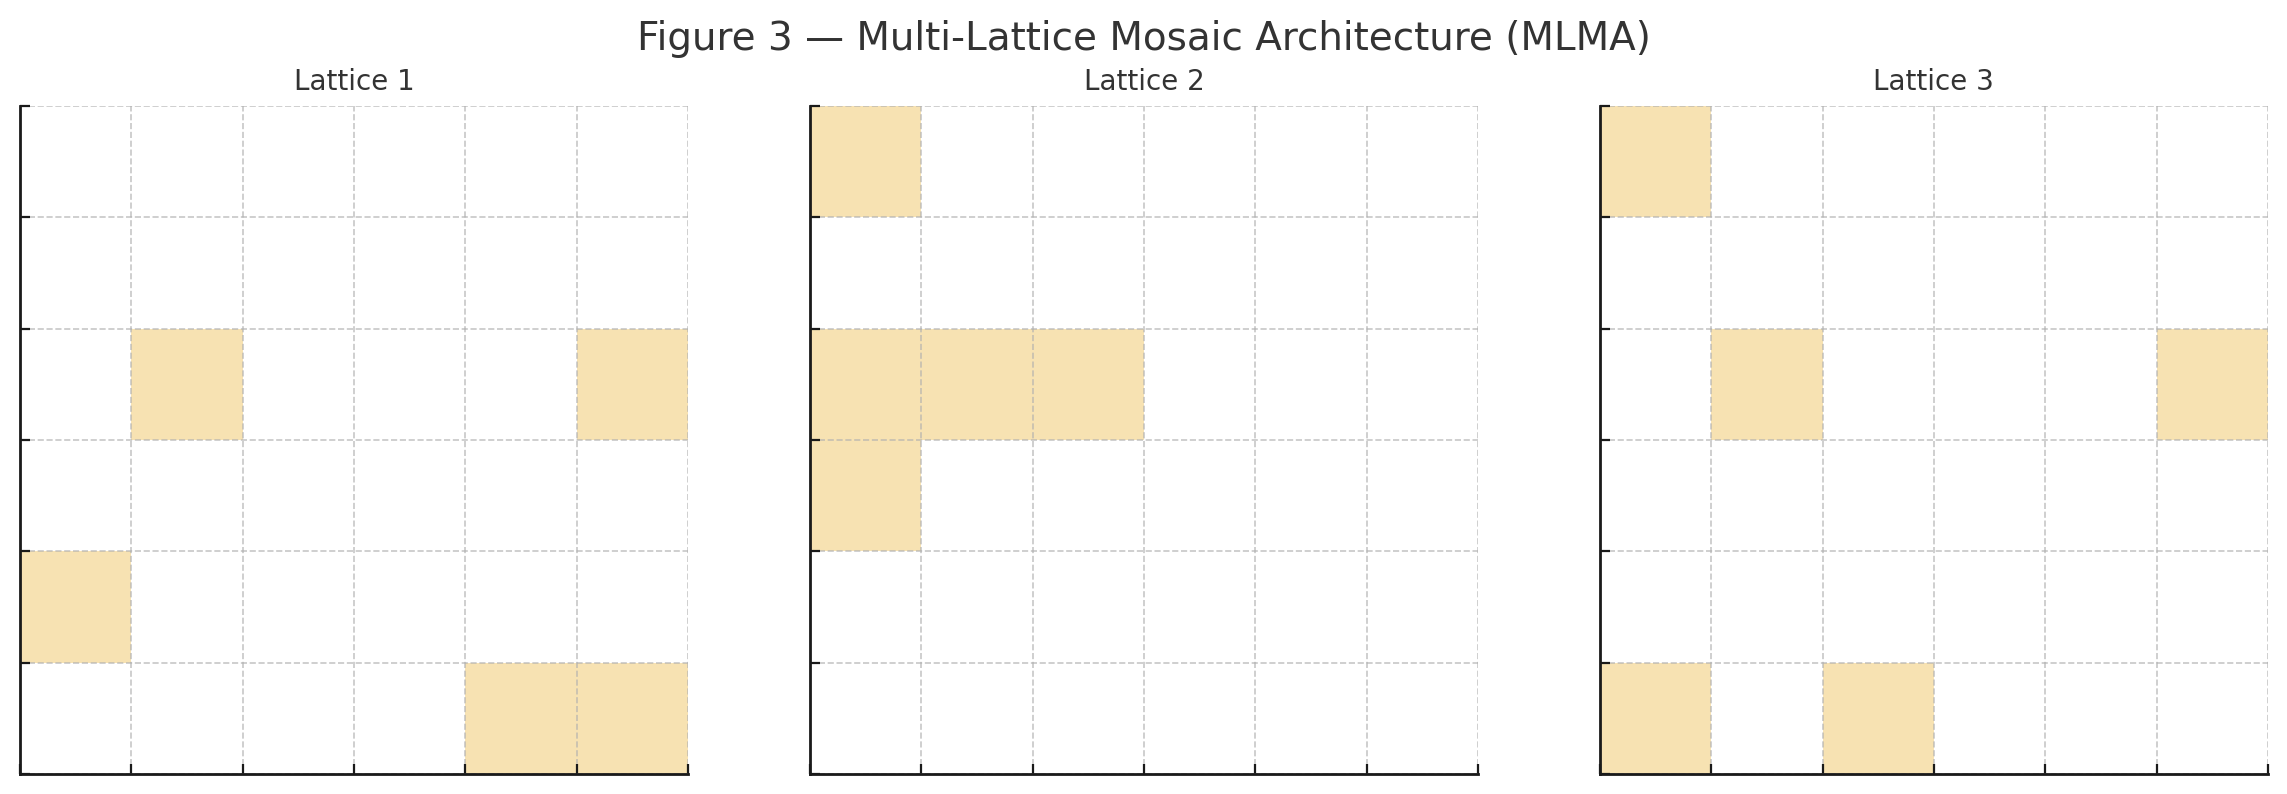 Figure 3 — Multi-Lattice Mosaic Architecture (MLMA)
Lattice 1
Lattice 2
Lattice 3